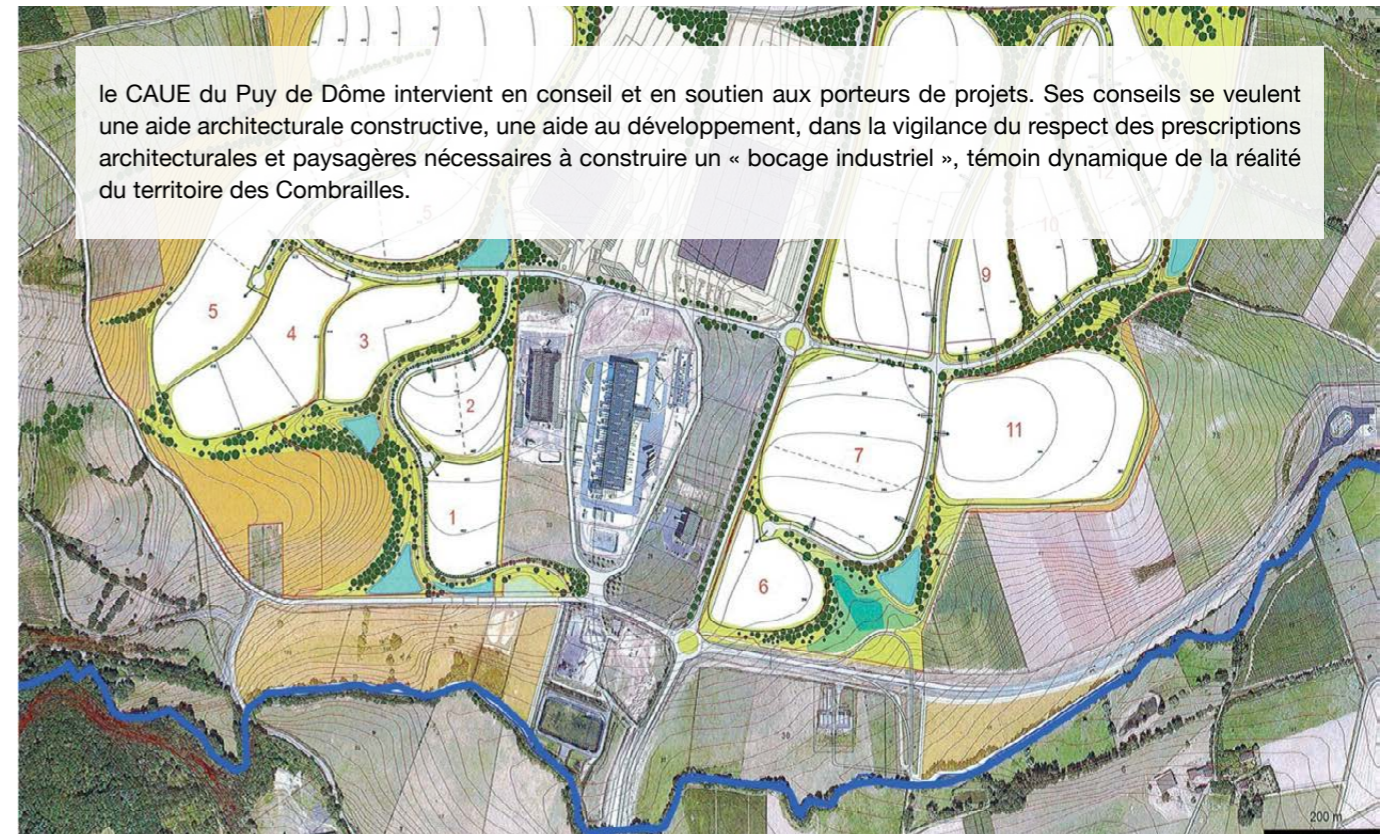 le CAUE du Puy de Dôme intervient en conseil et en soutien aux porteurs de projets. Ses conseils se veulent
une aide architecturale constructive, une aide au développement, dans la vigilance du respect des prescriptions
architecturales et paysagères nécessaires à construire un « bocage industriel », témoin dynamique de la réalité
du territoire des Combrailles.
5
10
9
5
4
3
2
11
7
1
6
200 m